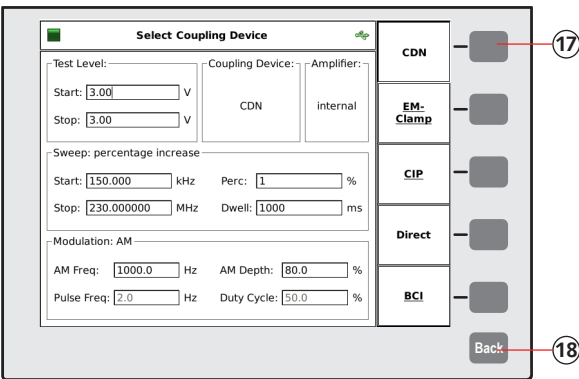 Select Coupling Device
Test Level:
Start: 3.00 V
Stop: 3.00 V
Coupling Device:
CDN
Amplifier:
internal
Sweep: percentage increase
Start: 150.000 kHz Perc: 1 %
Stop: 230.000000 MHz Dwell: 1000 ms
Modulation: AM
AM Freq: 1000.0 Hz AM Depth: 80.0 %
Pulse Freq: 2.0 Hz Duty Cycle: 50.0 %
CDN
EM-
Clamp
CIP
Direct
BCI
Back
17
18